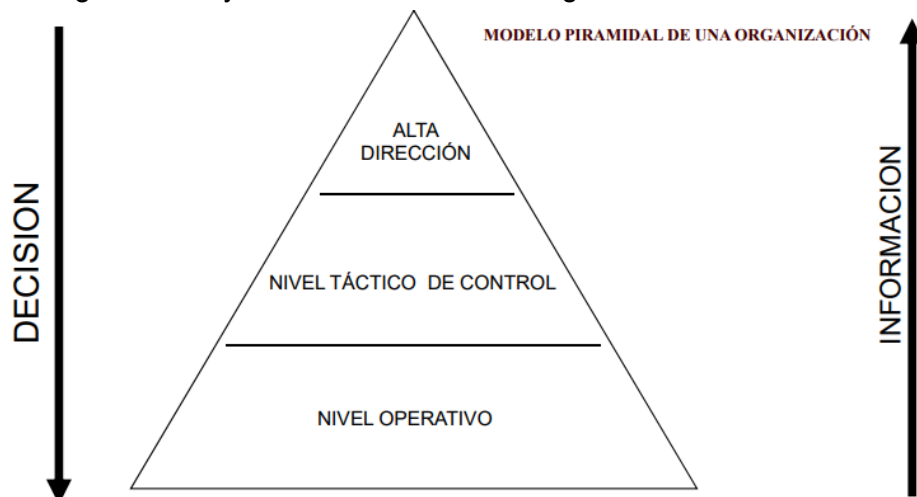 MODELO PIRAMIDAL DE UNA ORGANIZACIÓN
ALTA
DIRECCIÓN
DECISION
INFORMACION
NIVEL TÁCTICO DE CONTROL
NIVEL OPERATIVO